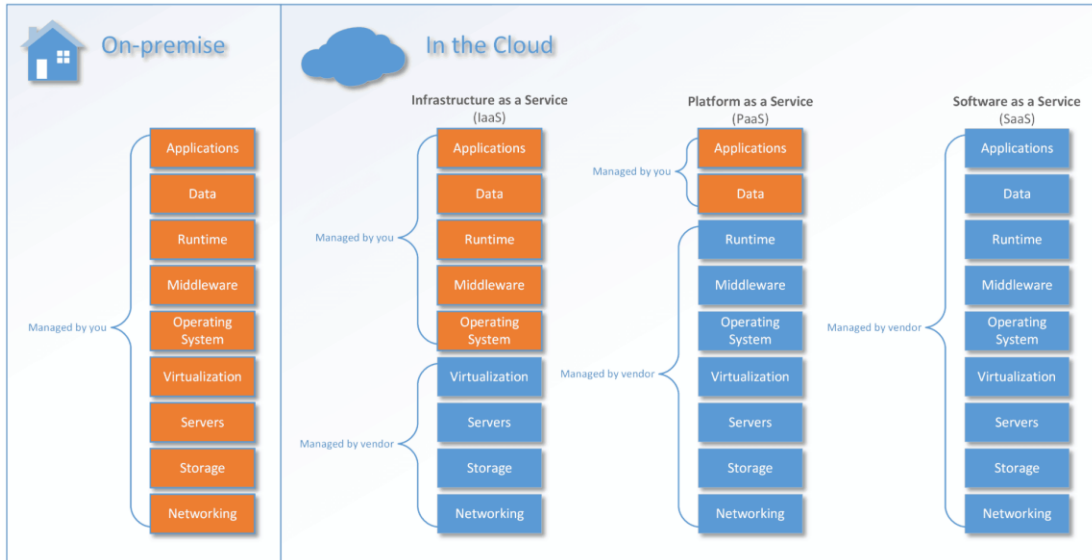 On-premise
Managed by you
Applications
Data
Runtime
Middleware
Operating
System
Virtualization
Servers
Storage
Networking
In the Cloud
Infrastructure as a Service
(IaaS)
Managed by you
Managed by vendor
Applications
Data
Runtime
Middleware
Operating
System
Virtualization
Servers
Storage
Networking
Platform as a Service
(PaaS)
Managed by you
Managed by vendor
Applications
Data
Runtime
Middleware
Operating
System
Virtualization
Servers
Storage
Networking
Software as a Service
(SaaS)
Managed by vendor
Applications
Data
Runtime
Middleware
Operating
System
Virtualization
Servers
Storage
Networking